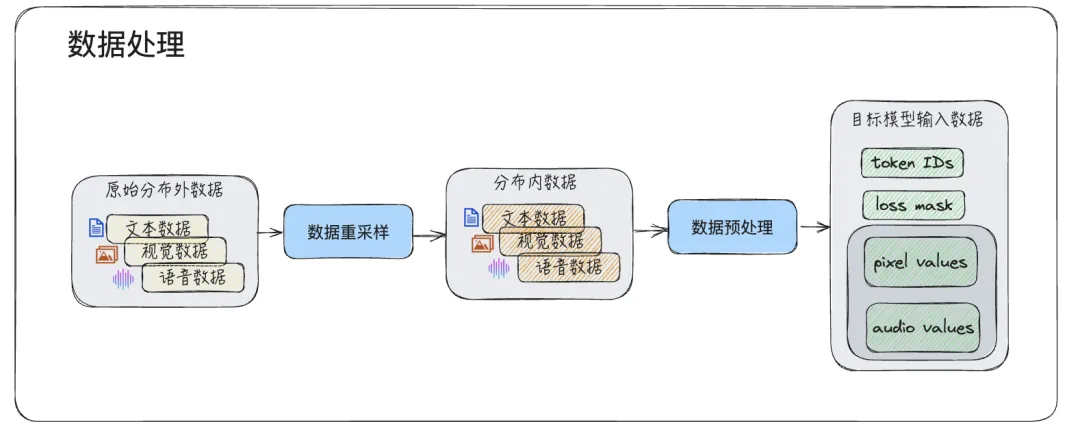 数据处理
原始分布外数据
文本数据
视觉数据
语音数据
数据重采样
分布内数据
文本数据
视觉数据
语音数据
数据预处理
目标模型输入数据
token IDs
loss mask
pixel values
audio values